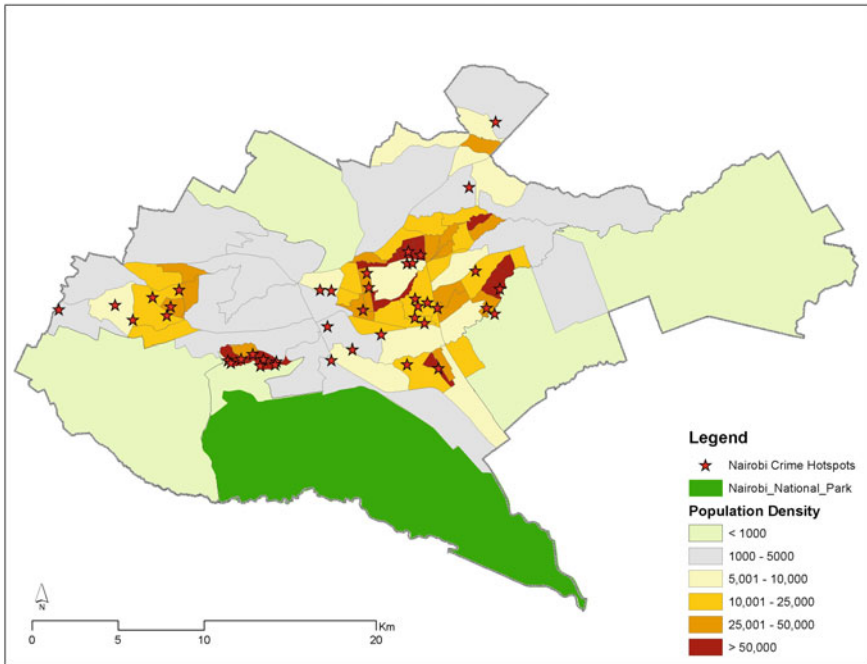 Legend
Nairobi Crime Hotspots
Nairobi_National_Park
Population Density
< 1000
1000 - 5000
5,001 - 10,000
10,001 - 25,000
25,001 - 50,000
> 50,000
N
Km
0 5 10 20